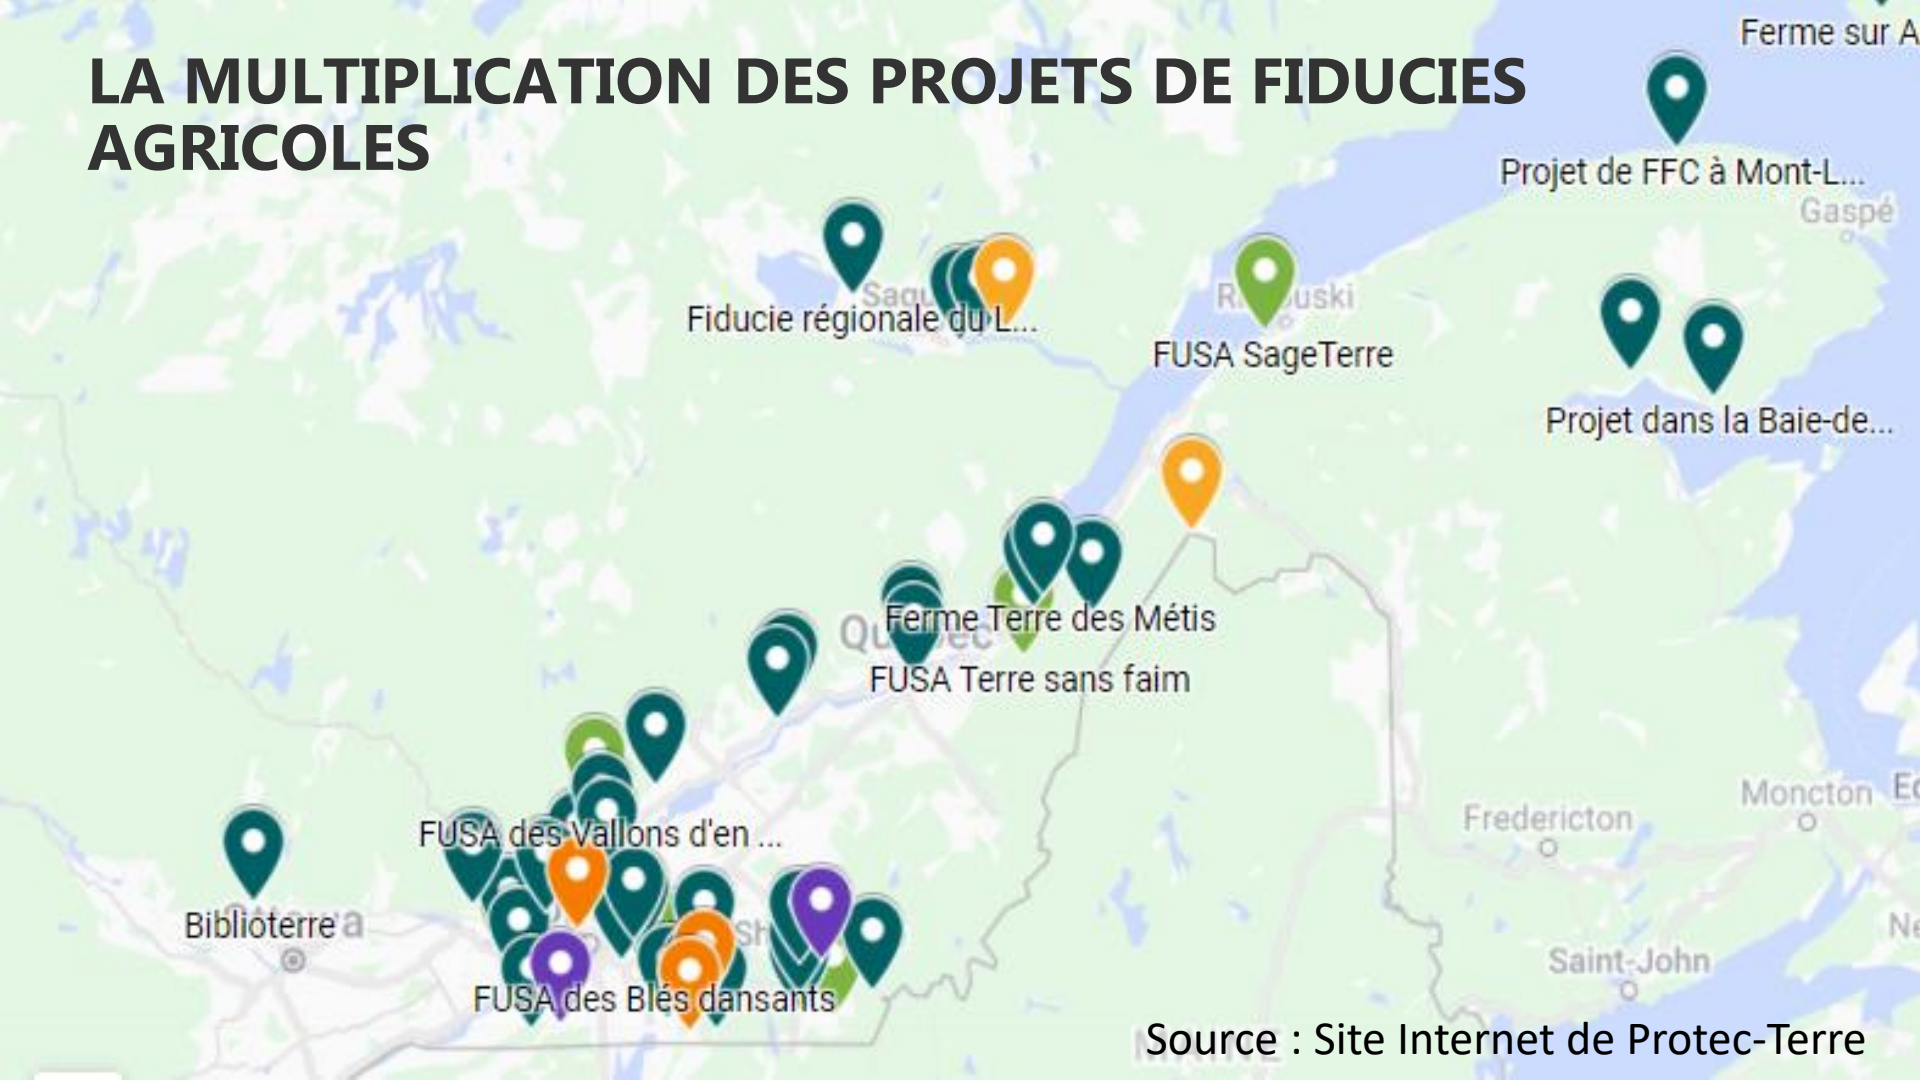 Ferme sur A
LA MULTIPLICATION DES PROJETS DE FIDUCIES
AGRICOLES
Projet de FFC à Mont-L...
Gaspé
Fiducie régionale du L...
FUSA SageTerre
Projet dans la Baie-de...
Ferme Terre des Métis
FUSA Terre sans faim
Moncton
Fredericton
FUSA des Vallons d'en ...
Biblioterre
Saint-John
FUSA des Blés dansants
Source : Site Internet de Protec-Terre